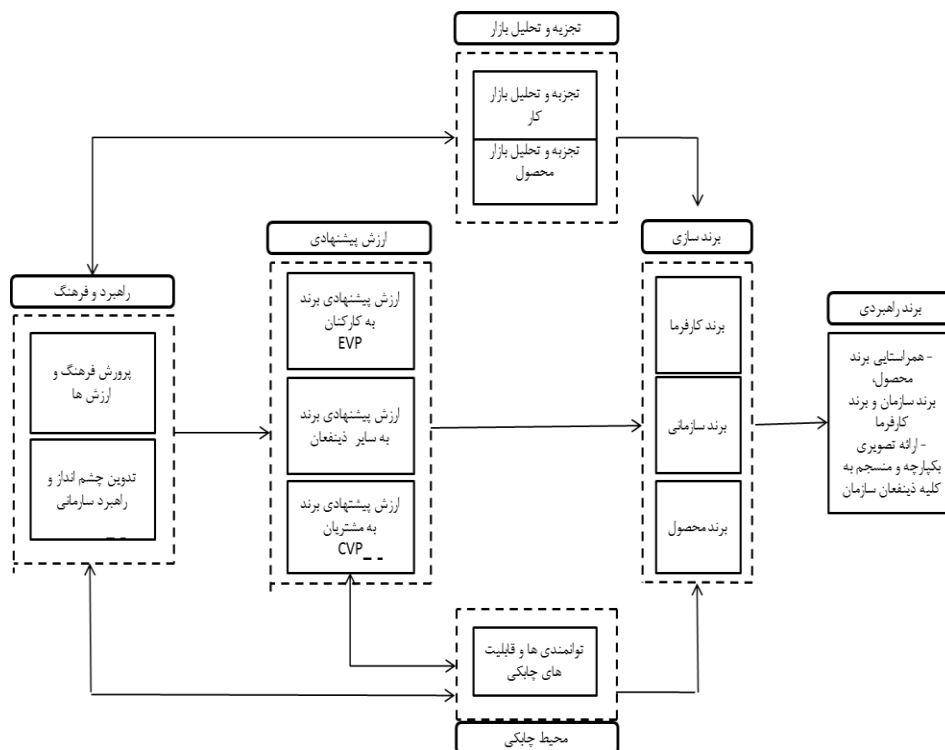 تجزیه و تحلیل بازار
تجزبه و تحلیل بازار
کار
تجزبه و تحلیل بازار
محصول
راهبرد و فرهنگ
پرورش فرهنگ و
ارزش ها
تدوین چشم انداز و
راهبرد سارمانی
ارزش پیشنهادی
ارزش پیشنهادی برند
به کارکنان
EVP
ارزش پیشنهادی برند
به سایر ذینفعان
ارزش پیشنهادی برند
به مشتریان
CVP
برند سازی
برند کارفرما
برند سازمانی
برند محصول
برند راهبردی
- همراستایی برند
محصول،
برند سازمان و برند
کارفرما
- ارائه تصویری
یکپارچه و منسجم به
کلیه ذینفعان سازمان
توانمندی ها و قابلیت
های چابکی
محیط چابکی